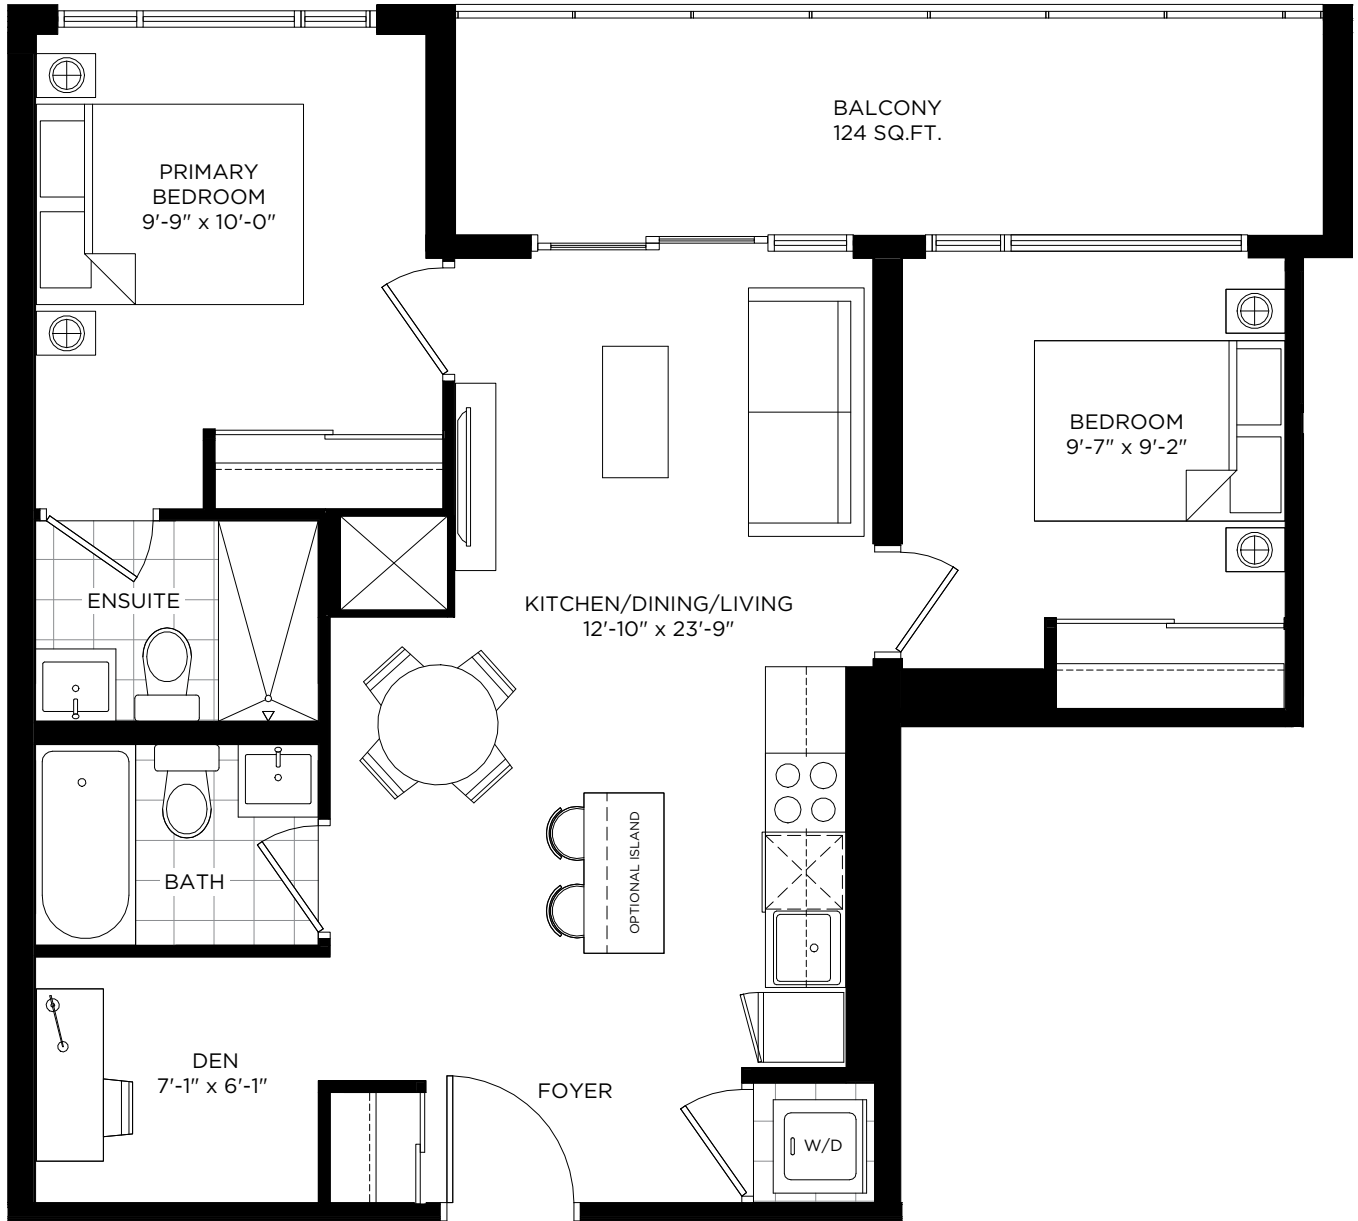 BALCONY
124 SQ.FT.
PRIMARY
BEDROOM
9'-9" x 10'-0"
BEDROOM
9'-7" x 9'-2"
ENSUITE
KITCHEN/DINING/LIVING
12'-10" x 23'-9"
OPTIONAL ISLAND
BATH
DEN
7'-1" x 6'-1"
FOYER
W/D